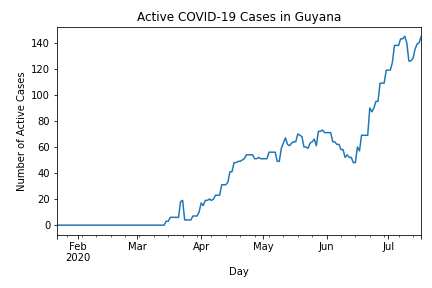 Active COVID-19 Cases in Guyana
Number of Active Cases
140
120
100
80
60
40
20
0
Feb Mar Apr May Jun Jul
2020
Day